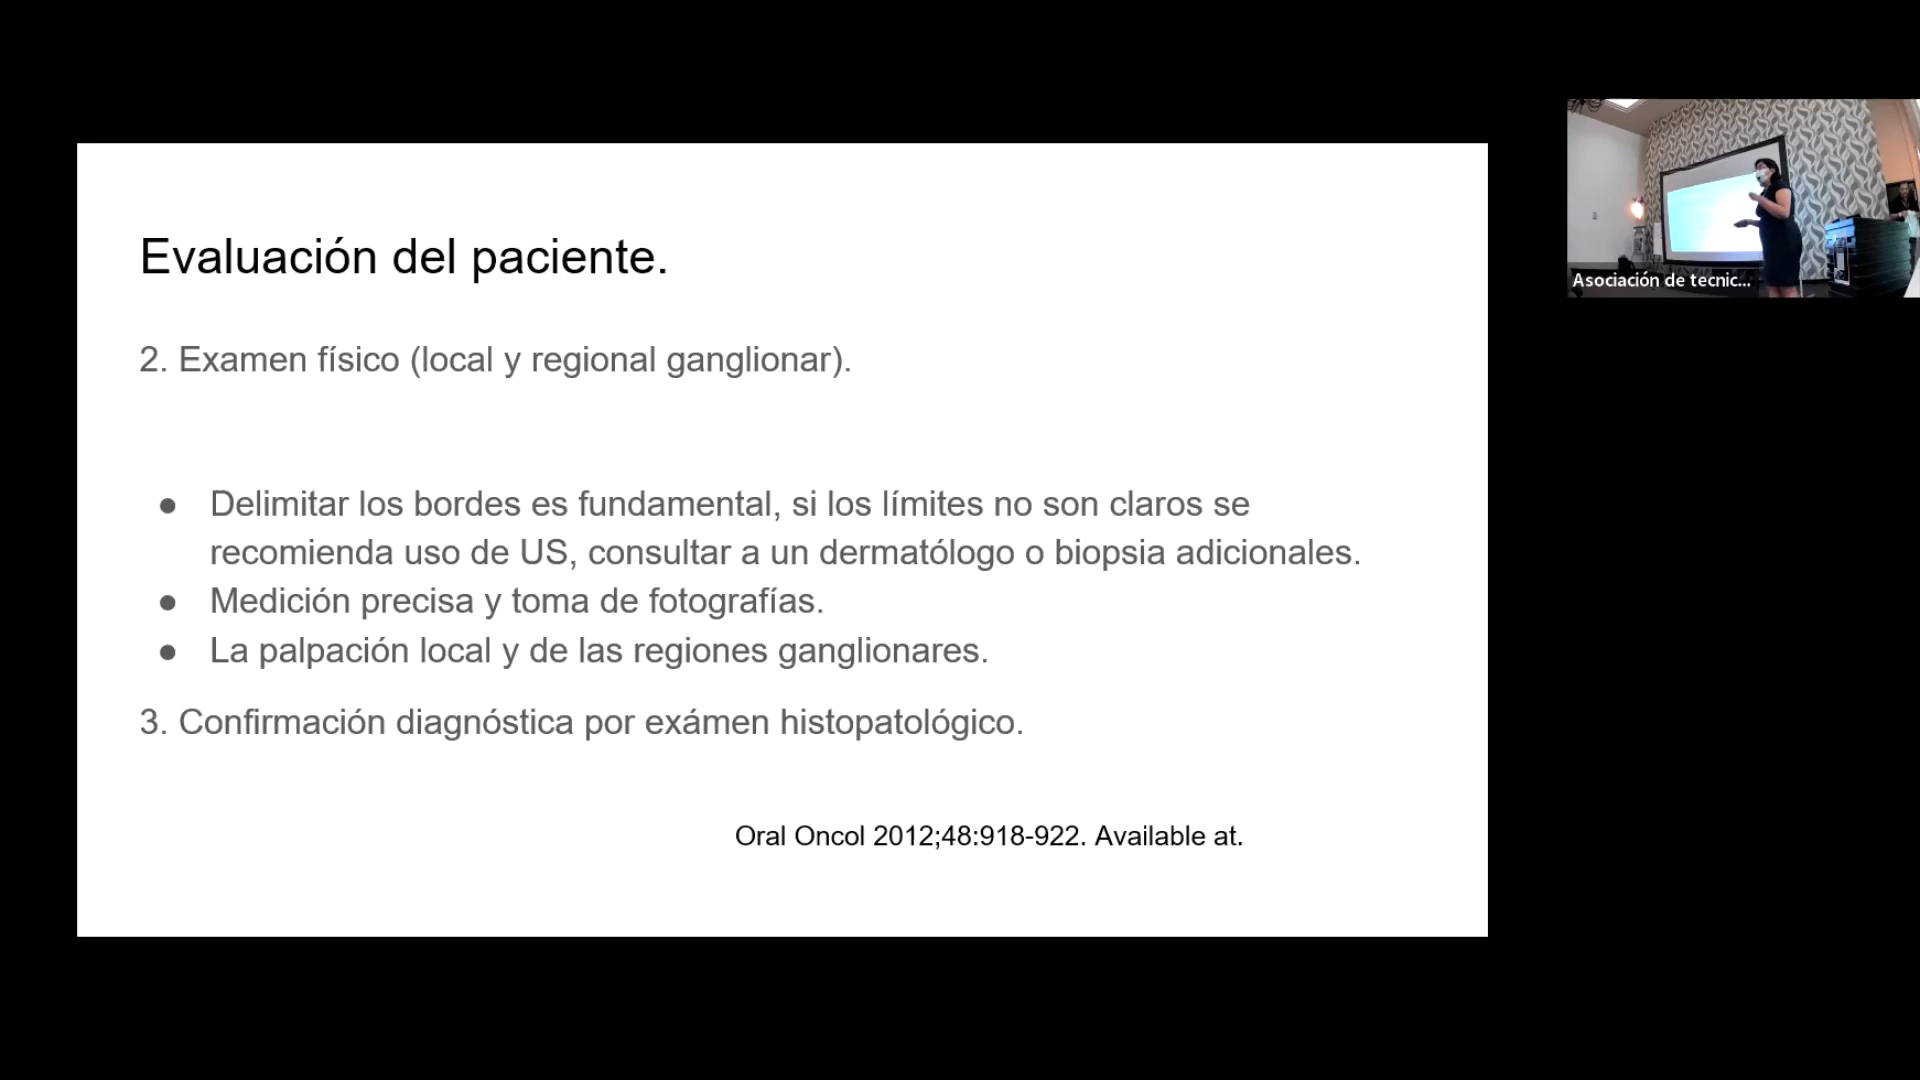 Evaluación del paciente.
2. Examen físico (local y regional ganglionar).
● Delimitar los bordes es fundamental, si los límites no son claros se
recomienda uso de US, consultar a un dermatólogo o biopsia adicionales.
● Medición precisa y toma de fotografías.
● La palpación local y de las regiones ganglionares.
3. Confirmación diagnóstica por exámen histopatológico.
Oral Oncol 2012;48:918-922. Available at.
Asociación de tecnic...